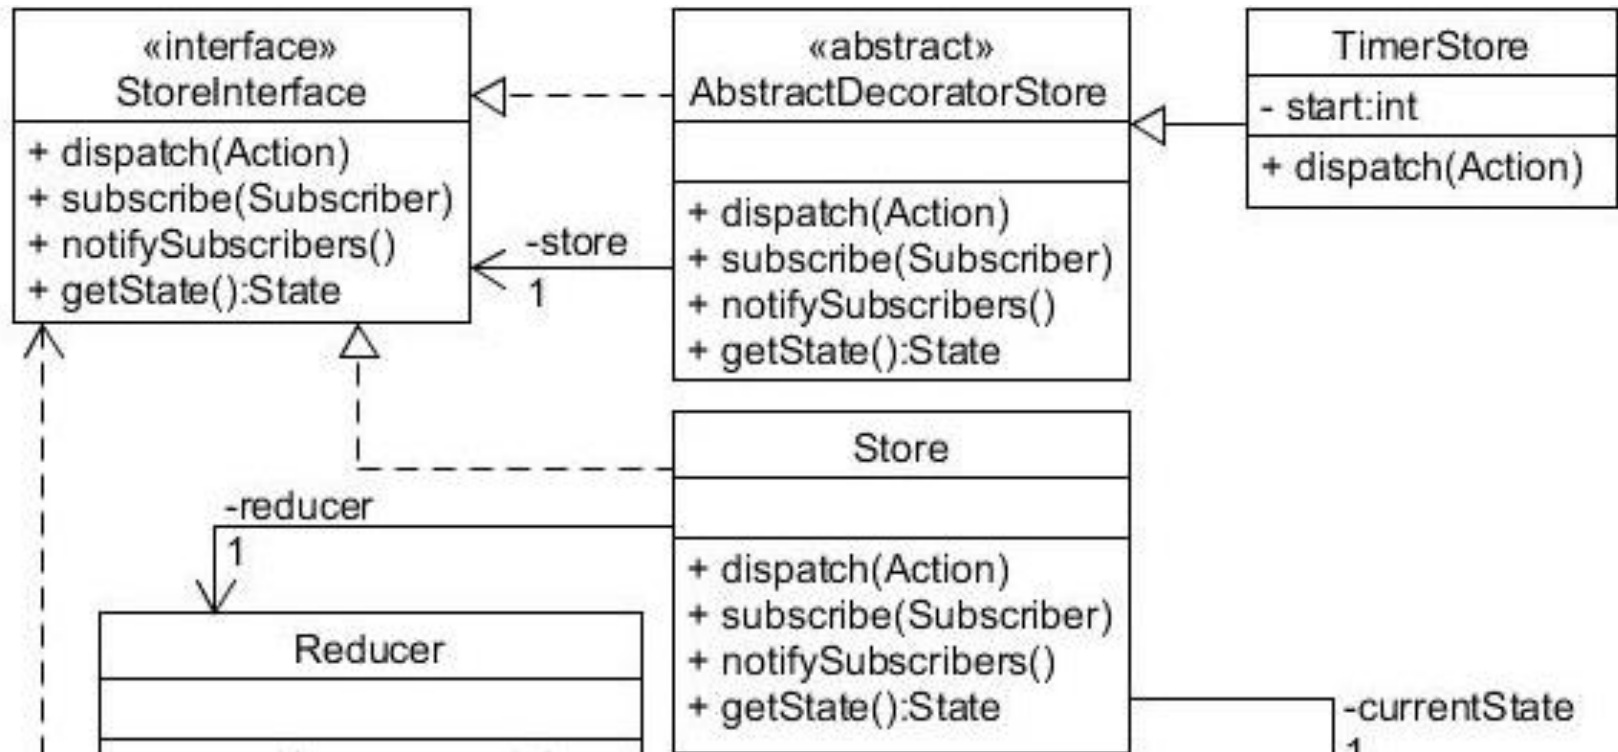 «interface»
StoreInterface
+ dispatch(Action)
+ subscribe(Subscriber)
+ notifySubscribers()
+ getState():State
«abstract»
AbstractDecoratorStore
+ dispatch(Action)
+ subscribe(Subscriber)
+ notifySubscribers()
+ getState():State
TimerStore
- start:int
+ dispatch(Action)
-store
1
Store
+ dispatch(Action)
+ subscribe(Subscriber)
+ notifySubscribers()
+ getState():State
-reducer
1
Reducer
-currentState
1